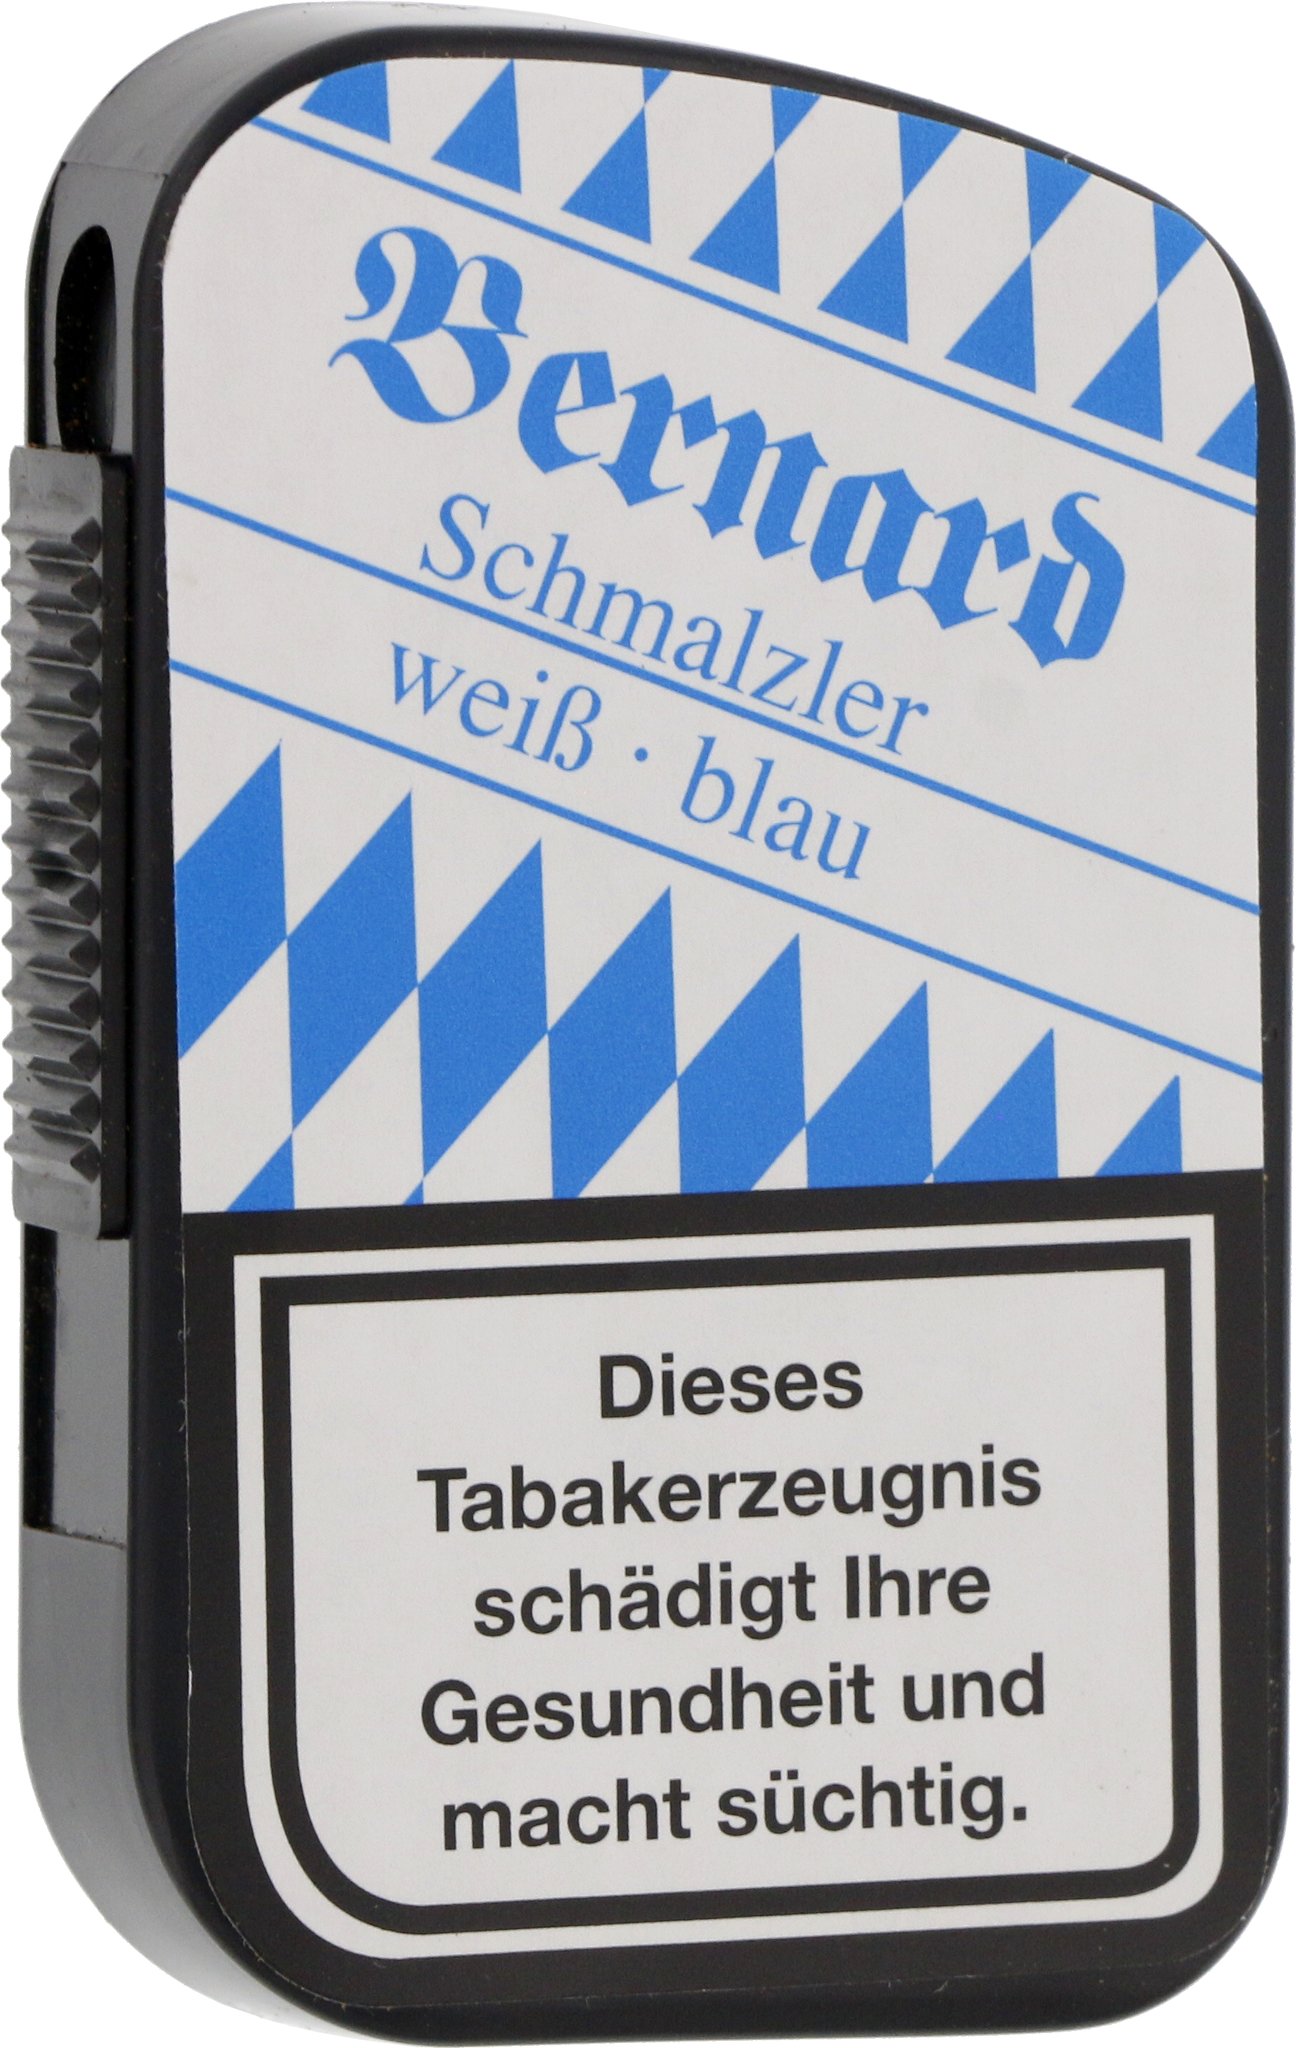 Bernard
Schmalzler
weiß · blau
Dieses
Tabakerzeugnis
schädigt Ihre
Gesundheit und
macht süchtig.